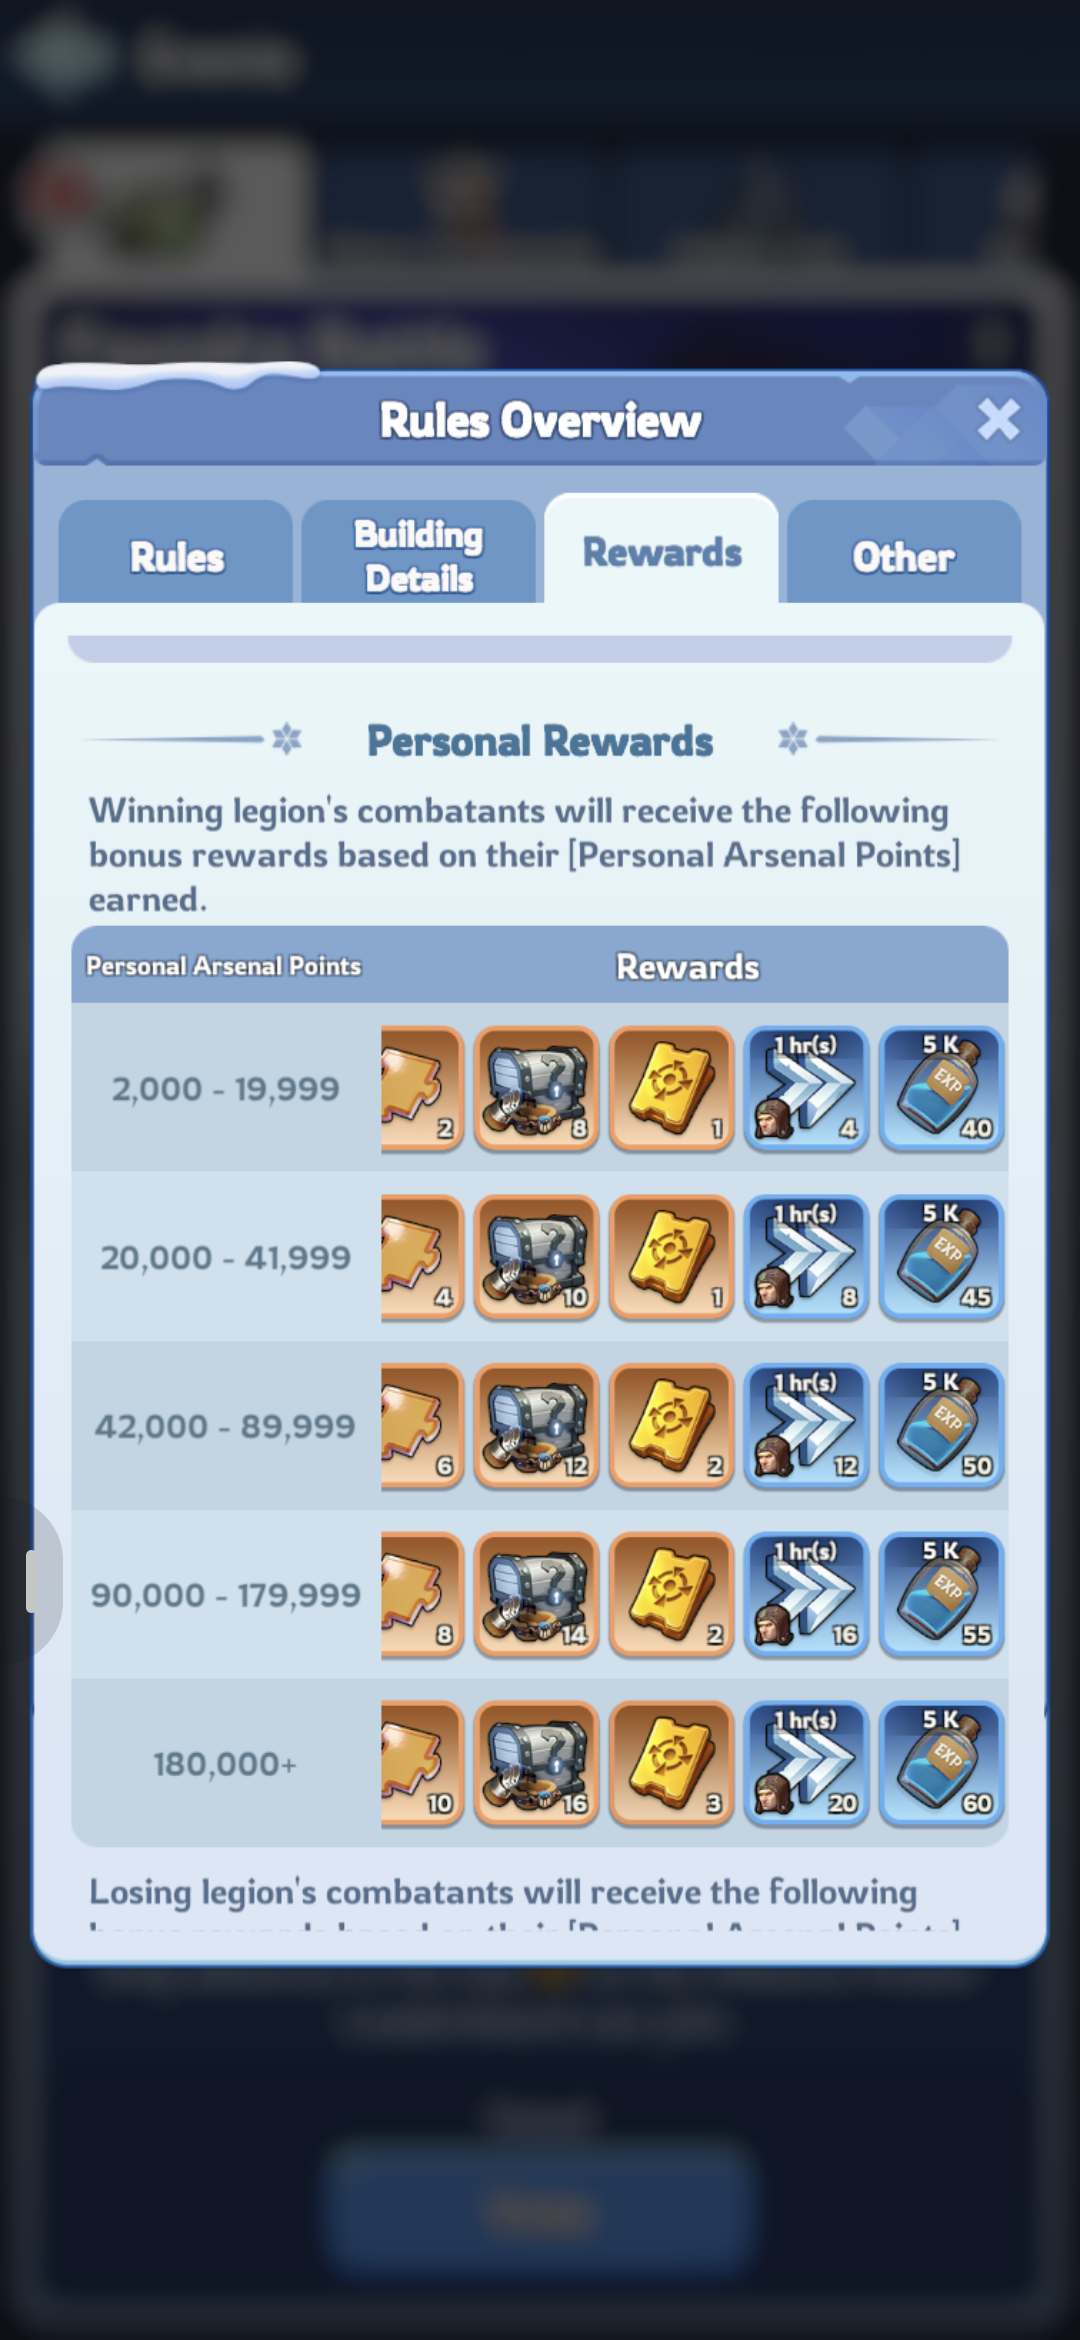 Rules Overview
Rules
Building
Details
Rewards
Other
Personal Rewards
Winning legion's combatants will receive the following
bonus rewards based on their [Personal Arsenal Points]
earned.
Personal Arsenal Points Rewards
2,000 - 19,999 2 8 1 1 hr(s) 4 5 K EXP 40
20,000 - 41,999 4 10 1 1 hr(s) 8 5 K EXP 45
42,000 - 89,999 6 12 2 1 hr(s) 12 5 K EXP 50
90,000 - 179,999 8 14 2 1 hr(s) 16 5 K EXP 55
180,000+ 10 16 3 1 hr(s) 20 5 K EXP 60
Losing legion's combatants will receive the following